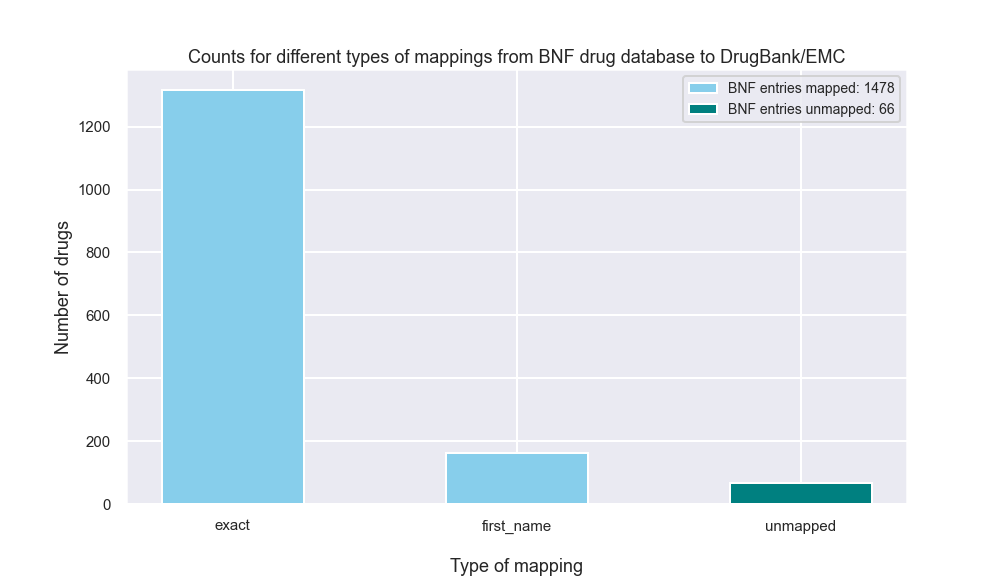 Counts for different types of mappings from BNF drug database to DrugBank/EMC
BNF entries mapped: 1478
BNF entries unmapped: 66
Number of drugs
1200
1000
800
600
400
200
0
exact
first_name
unmapped
Type of mapping